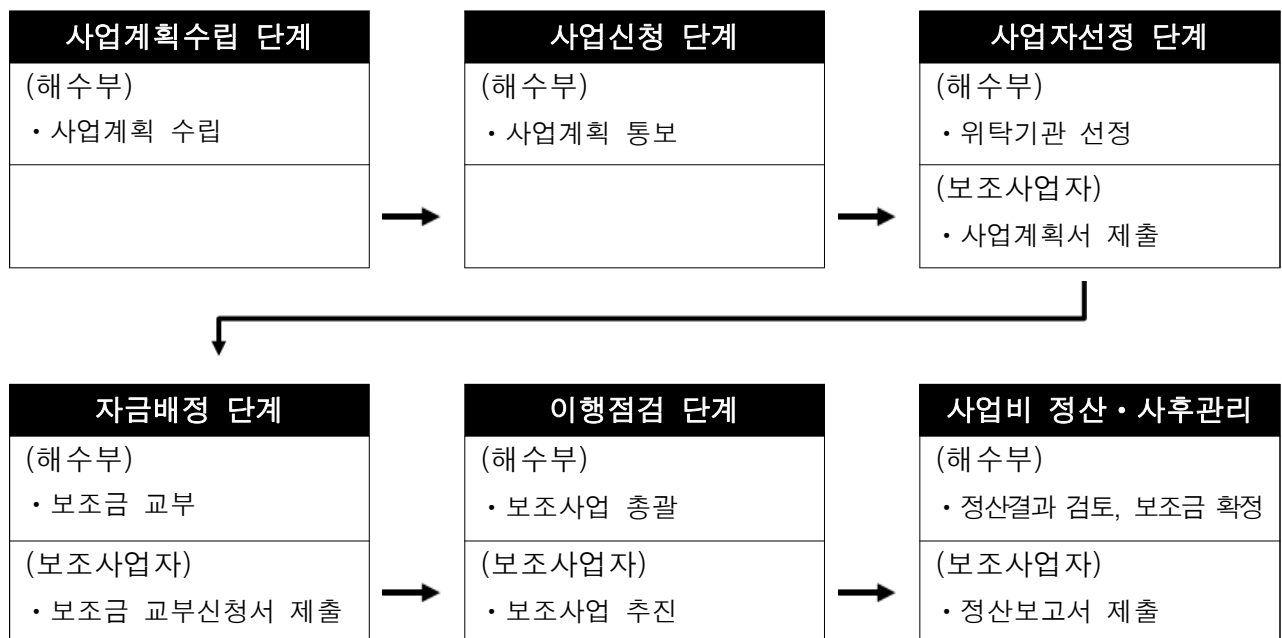 사업계획수립 단계
(해수부)
・사업계획 수립
사업신청 단계
(해수부)
・사업계획 통보
사업자선정 단계
(해수부)
・위탁기관 선정
(보조사업자)
・사업계획서 제출
자금배정 단계
(해수부)
・보조금 교부
(보조사업자)
・보조금 교부신청서 제출
이행점검 단계
(해수부)
・보조사업 총괄
(보조사업자)
・보조사업 추진
사업비 정산・사후관리
(해수부)
・정산결과 검토, 보조금 확정
(보조사업자)
・정산보고서 제출